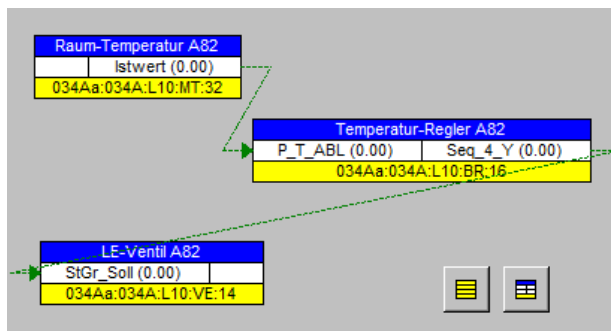 Raum-Temperatur A82
Istwert (0.00)
034Aa:034A:L10:MT:32
Temperatur-Regler A82
P_T_ABL (0.00) Seq_4_Y (0.00)
034Aa:034A:L10:BR:16
LE-Ventil A82
StGr_Soll (0.00)
034Aa:034A:L10:VE:14